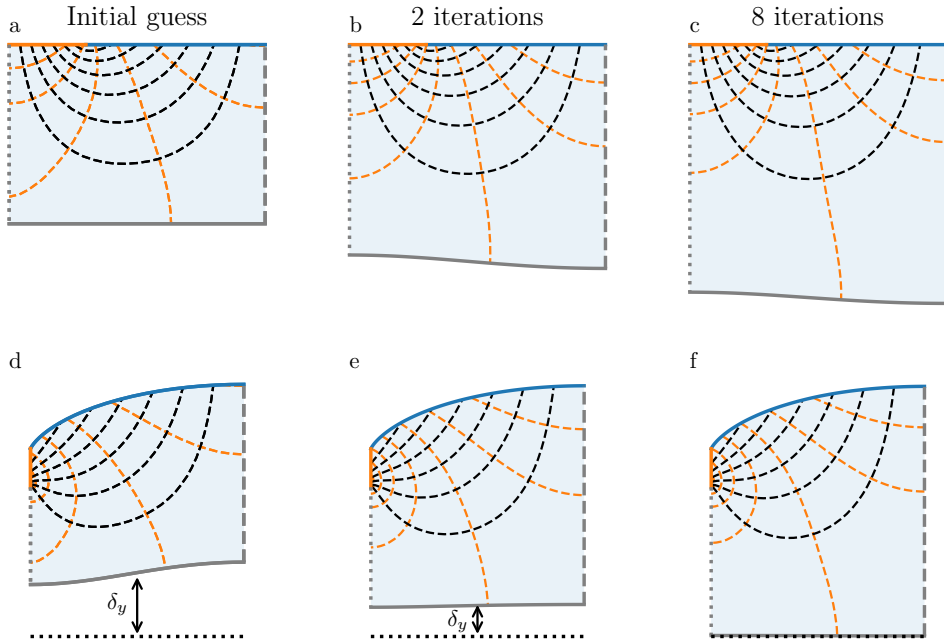 a
Initial guess
b
2 iterations
c
8 iterations
d
e
f
δy
δy